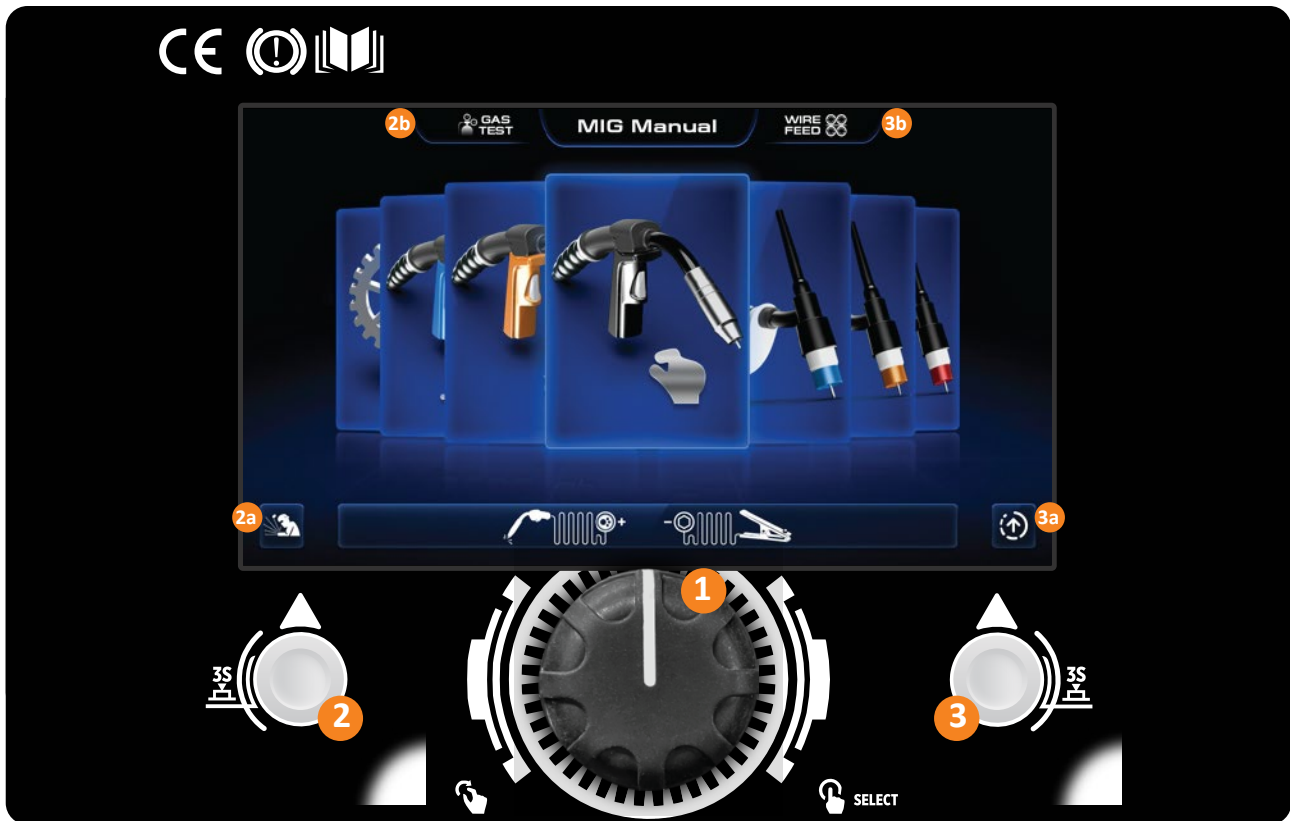 CE
2b
GAS
TEST
MIG Manual
WIRE
FEED
3b
2a
+
-
3a
1
3S
2
3
3S
SELECT